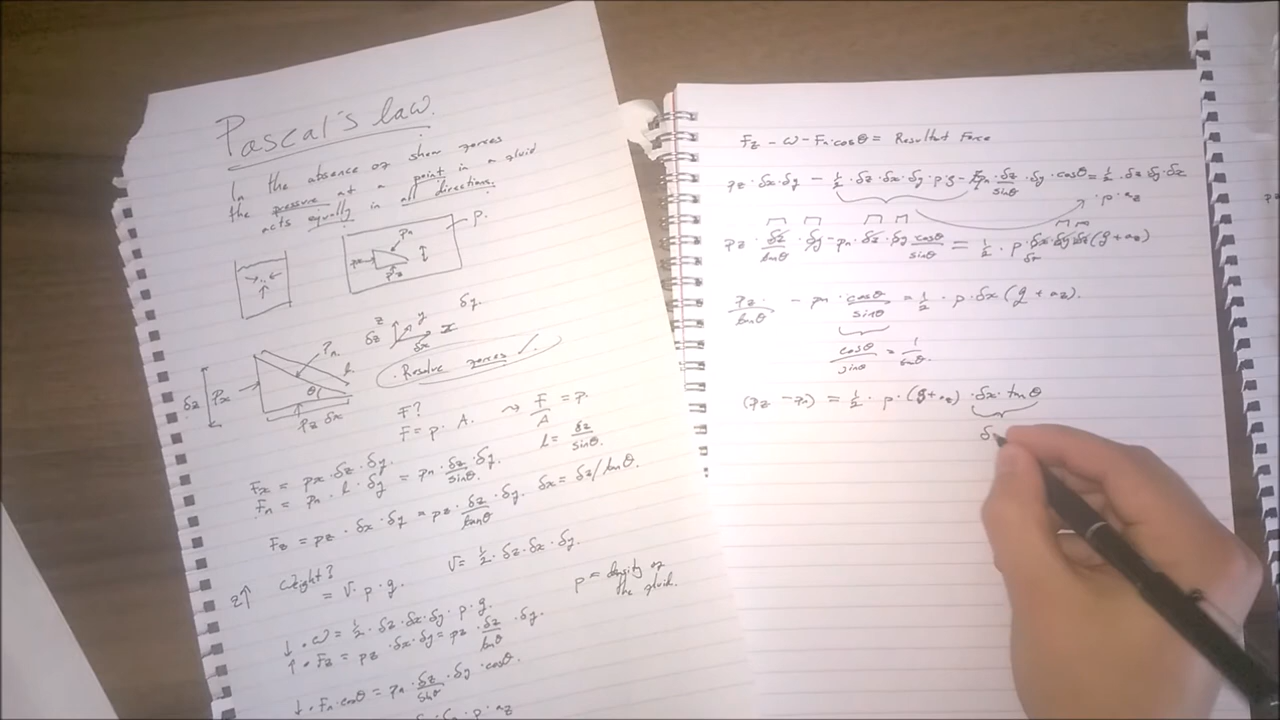 Pascal's law.
In the absence of shear forces
the pressure at a point in a fluid
acts equally in all directions.
p.
Pn
px
pz
δy.
z y x
δz δx
Resolve forces ✓.
Pn
l
δz
px
θ
pz δx
F?
F = p. A. ⇝ F/A = p.
l = δz/sinθ.
Fx = px. δz. δy.
Fn = pn. l. δy = pn. δz/sinθ. δy.
Fz = pz. δx. δy = pz. δz/tanθ. δy. δx = δz/tanθ.
Weight?
= V. ρ. g. V = 1/2. δz. δx. δy.
z↑
ρ = density of
the fluid.
↓. ω = 1/2. δz. δx. δy. ρ. g.
↑. Fz = pz. δx. δy = pz. δz/tanθ. δy.
↓. Fn. cosθ = pn. δz/sinθ. δy. cosθ.
ρ. az
Fz - ω - Fn. cosθ = Resultant Force
pz. δx. δy - 1/2. δz. δx. δy. ρ. g - pn. δz/sinθ. δy. cosθ = 1/2. δz. δy. δx
. ρ. az
pz. δz/tanθ. δy - pn. δz. δy cosθ/sinθ = 1/2. ρ. δx. δy. δz (g + az)
δx
pz./tanθ - pn. cosθ/sinθ = 1/2. ρ. δx (g + az).
cosθ/sinθ = 1/tanθ.
(pz - pn) = 1/2. ρ. (g + az). δx. tanθ
δ